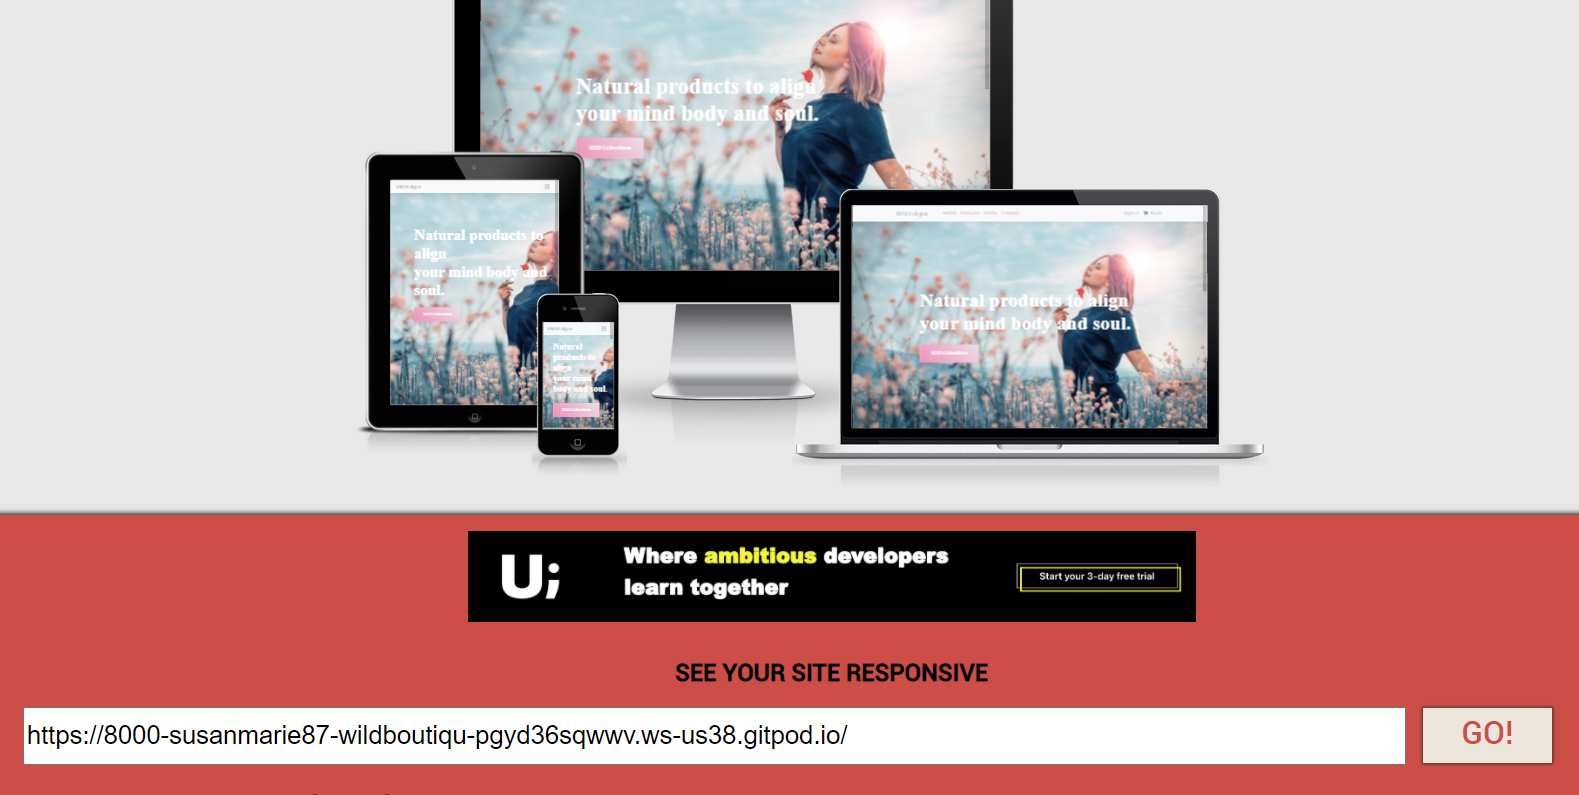 Natural products to align
your mind body and soul.
Natural products to
align
your mind body and
soul.
Natural
products to
align
your mind
body and soul.
Home Products
Natural products to align
your mind body and soul.
U;
Where ambitious developers
learn together
Start your 3-day free trial
SEE YOUR SITE RESPONSIVE
https://8000-susanmarie87-wildboutiqu-pgyd36sqwwv.ws-us38.gitpod.io/
GO!